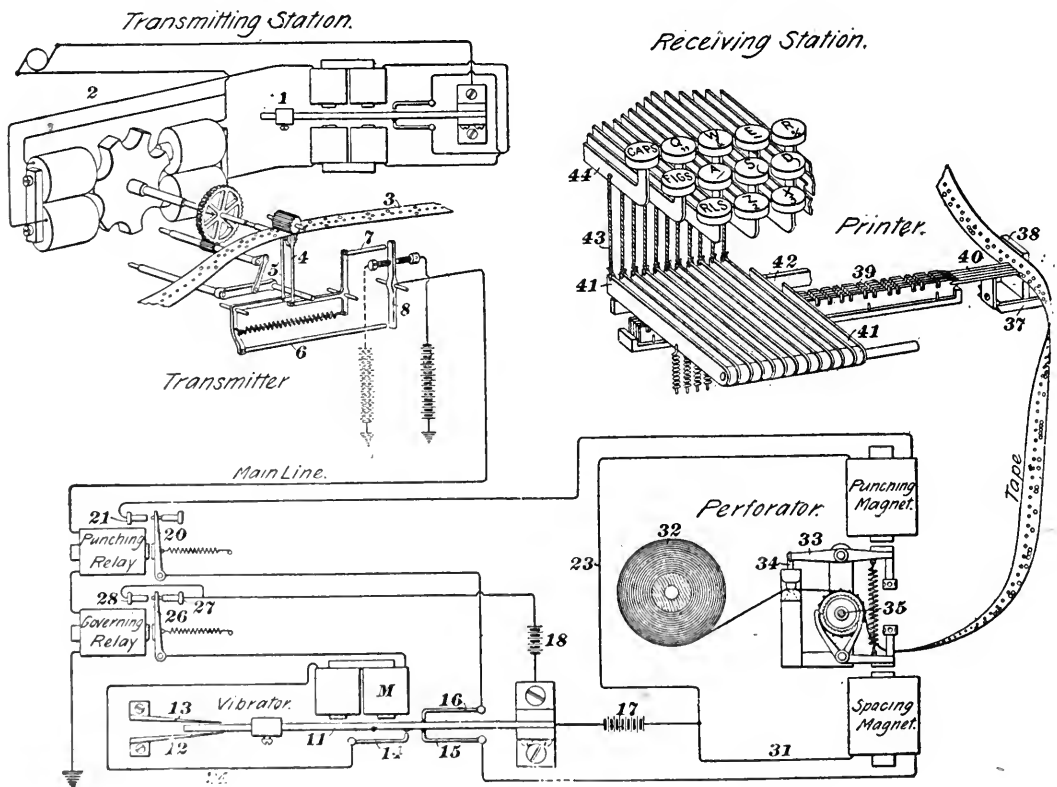 Transmitting Station.
Receiving Station.
2
1
2
3
4
5
7
8
6
Transmitter
CAPS
Q
W
E
R
FIGS
A
S
D
RLS
Z
X
44
43
41
42
41
Printer.
39
40
38
37
Tape
Main Line.
21
20
Punching
Relay
28
27
26
Governing
Relay
18
23
Perforator.
32
33
34
35
Punching
Magnet.
Spacing
Magnet.
Vibrator.
M
13
12
11
14
16
15
17
31